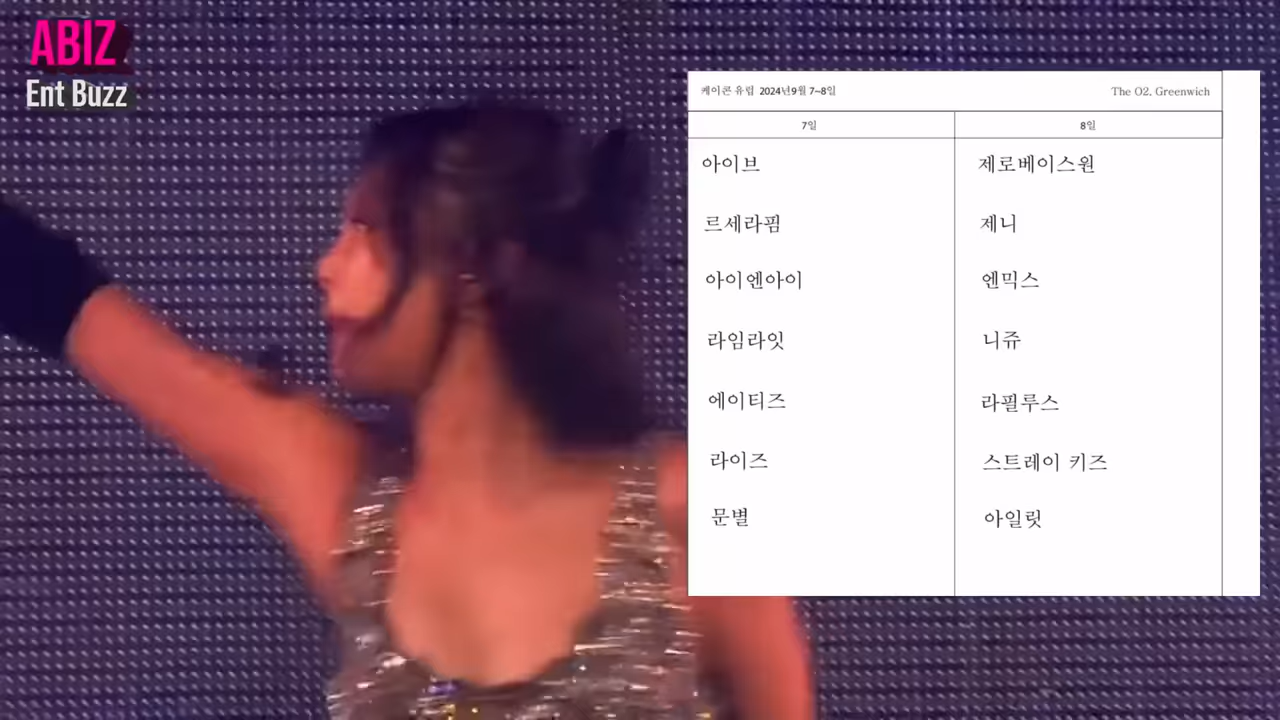 ABIZ
Ent Buzz
케이콘 유럽 2024년9월 7~8일
The O2, Greenwich
7일
8일
아이브
제로베이스원
르세라핌
제니
아이엔아이
엔믹스
라임라잇
니쥬
에이티즈
라필루스
라이즈
스트레이 키즈
문별
아일릿